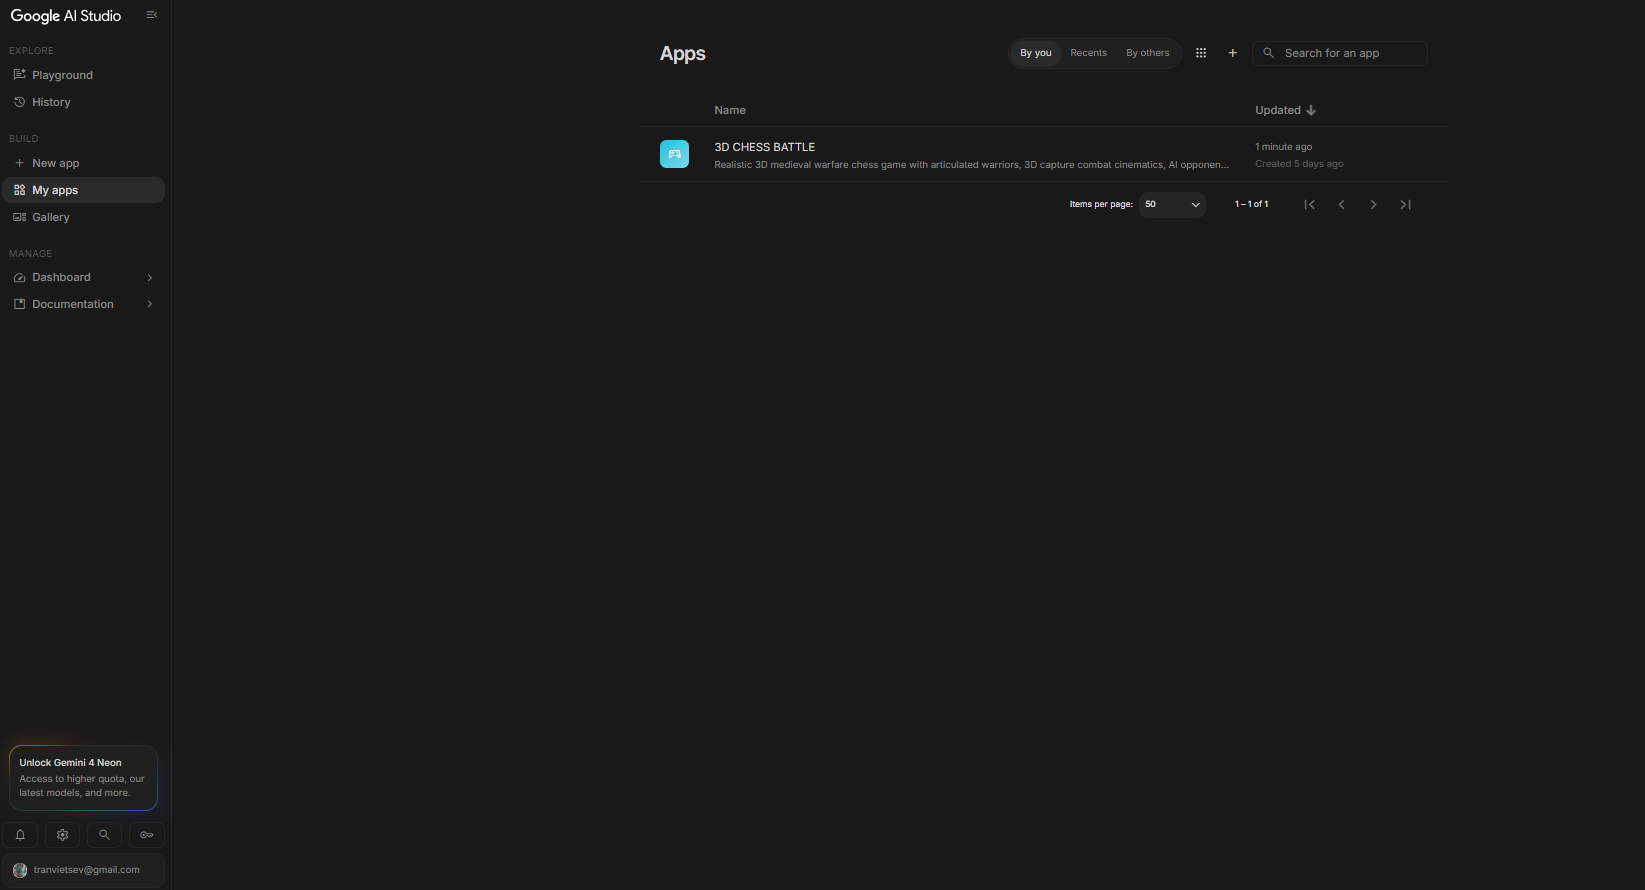 Google AI Studio
EXPLORE
Playground
History
BUILD
New app
My apps
Gallery
MANAGE
Dashboard
Documentation
Unlock Gemini 4 Neon
Access to higher quota, our
latest models, and more.
tranvietsev@gmail.com
Apps
By you
Recents
By others
Search for an app
Name
Updated
3D CHESS BATTLE
Realistic 3D medieval warfare chess game with articulated warriors, 3D capture combat cinematics, AI opponen...
1 minute ago
Created 5 days ago
Items per page:
50
1 – 1 of 1